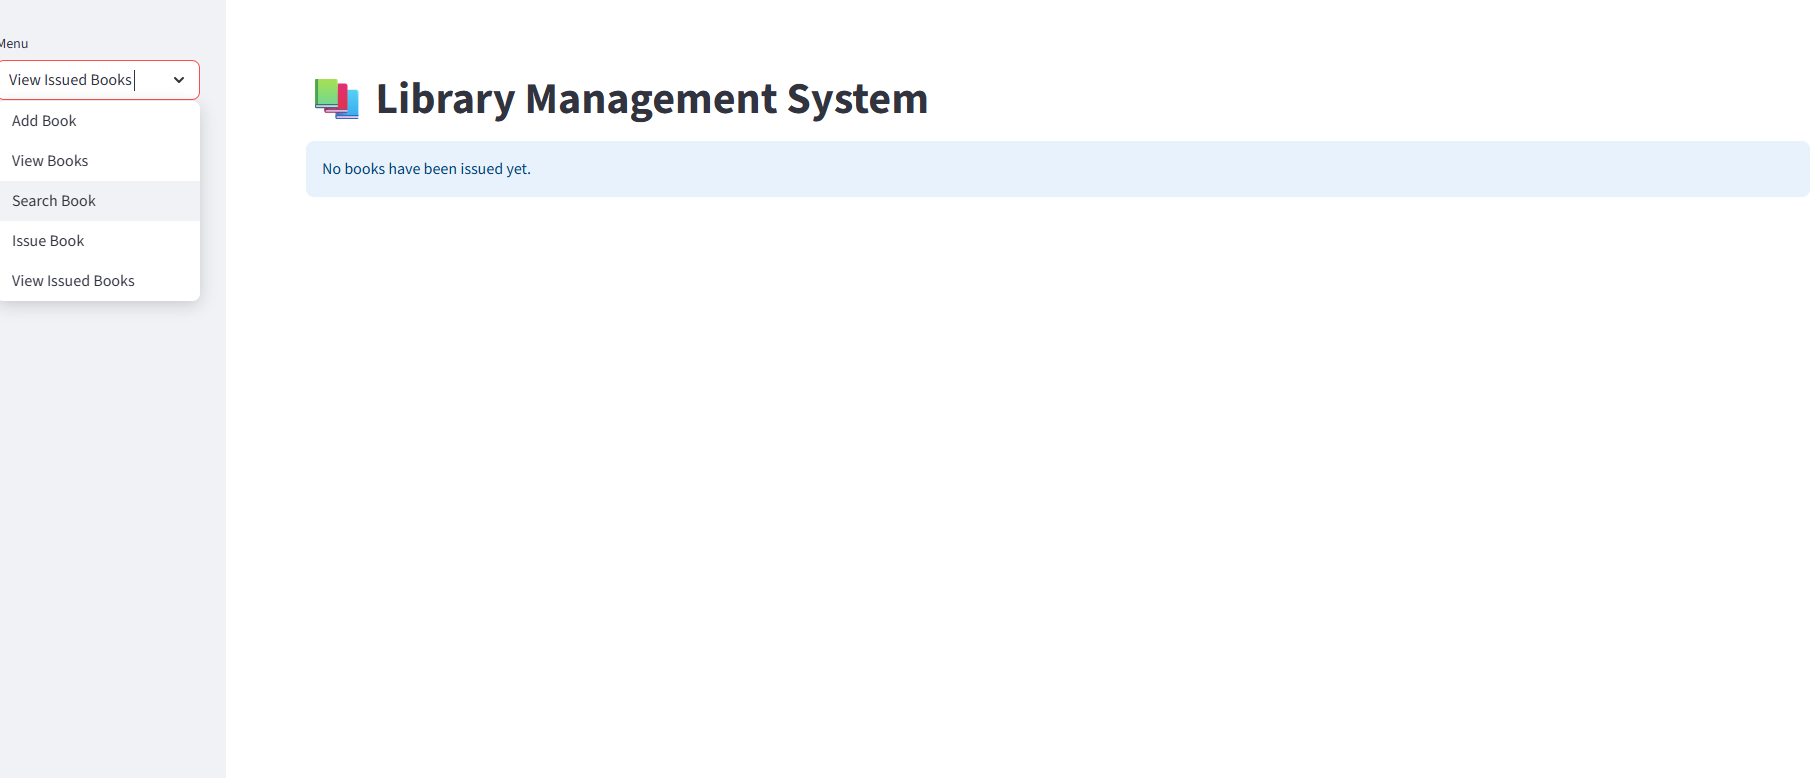 Menu
View Issued Books
Add Book
View Books
Search Book
Issue Book
View Issued Books
Library Management System
No books have been issued yet.